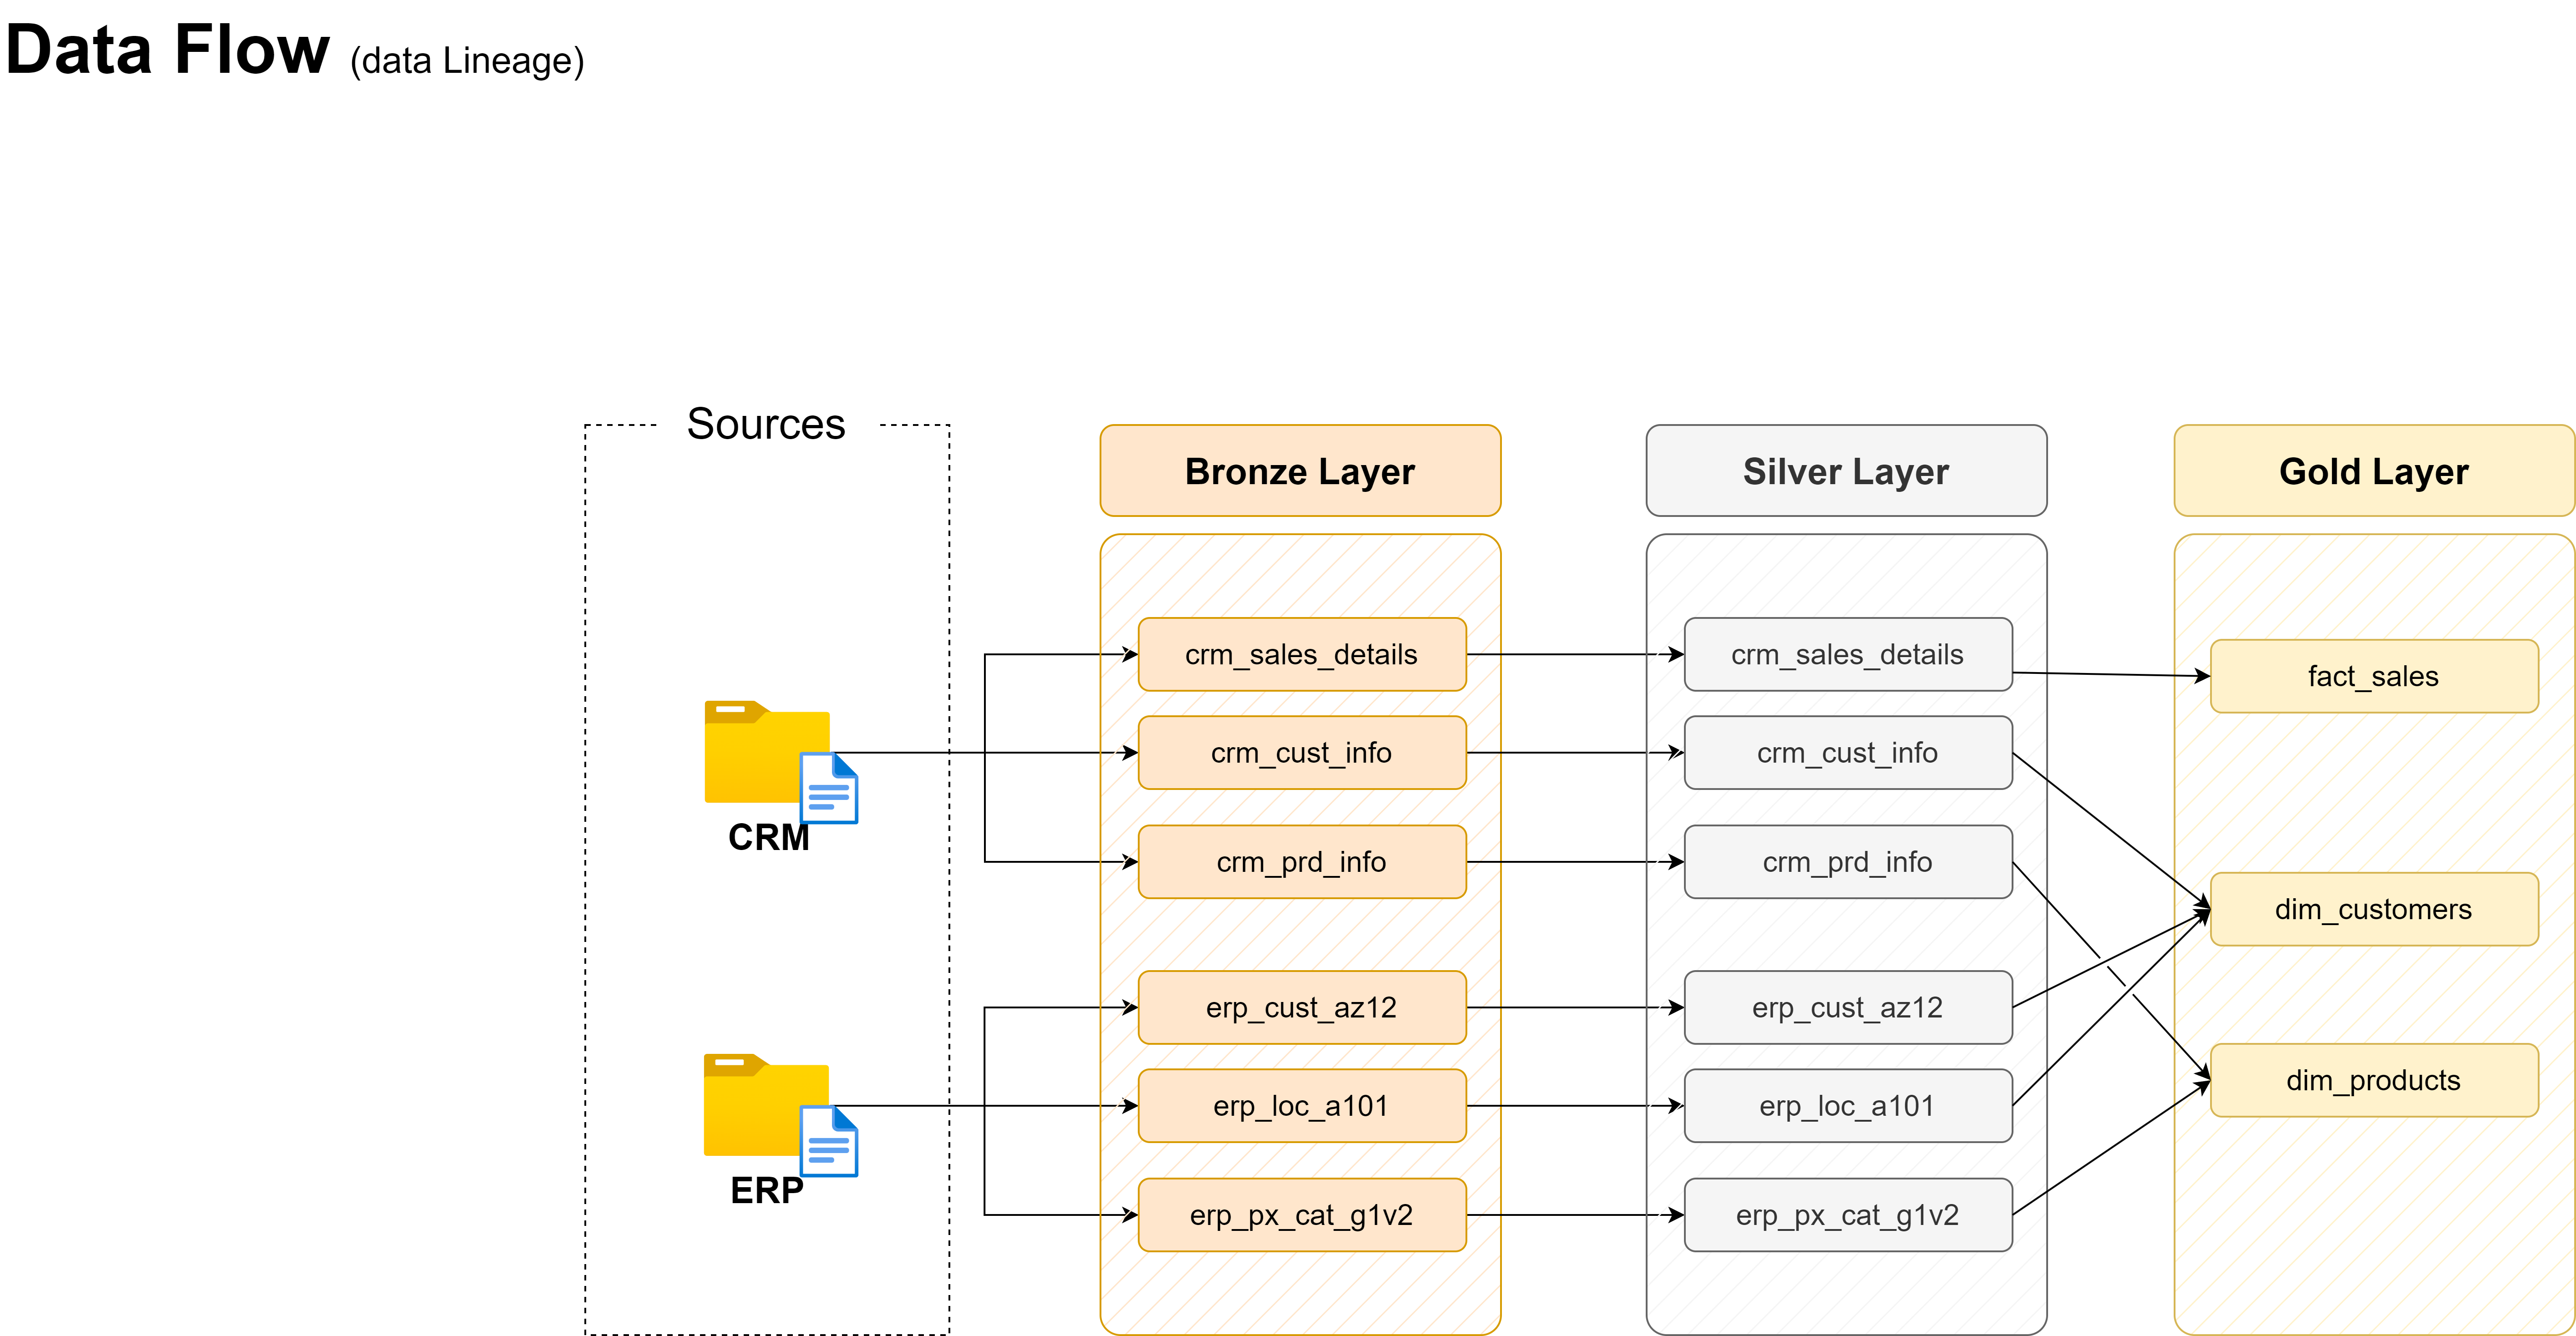 Data Flow (data Lineage)
Sources
Bronze Layer
Silver Layer
Gold Layer
CRM
ERP
crm_sales_details
crm_cust_info
crm_prd_info
erp_cust_az12
erp_loc_a101
erp_px_cat_g1v2
crm_sales_details
crm_cust_info
crm_prd_info
erp_cust_az12
erp_loc_a101
erp_px_cat_g1v2
fact_sales
dim_customers
dim_products